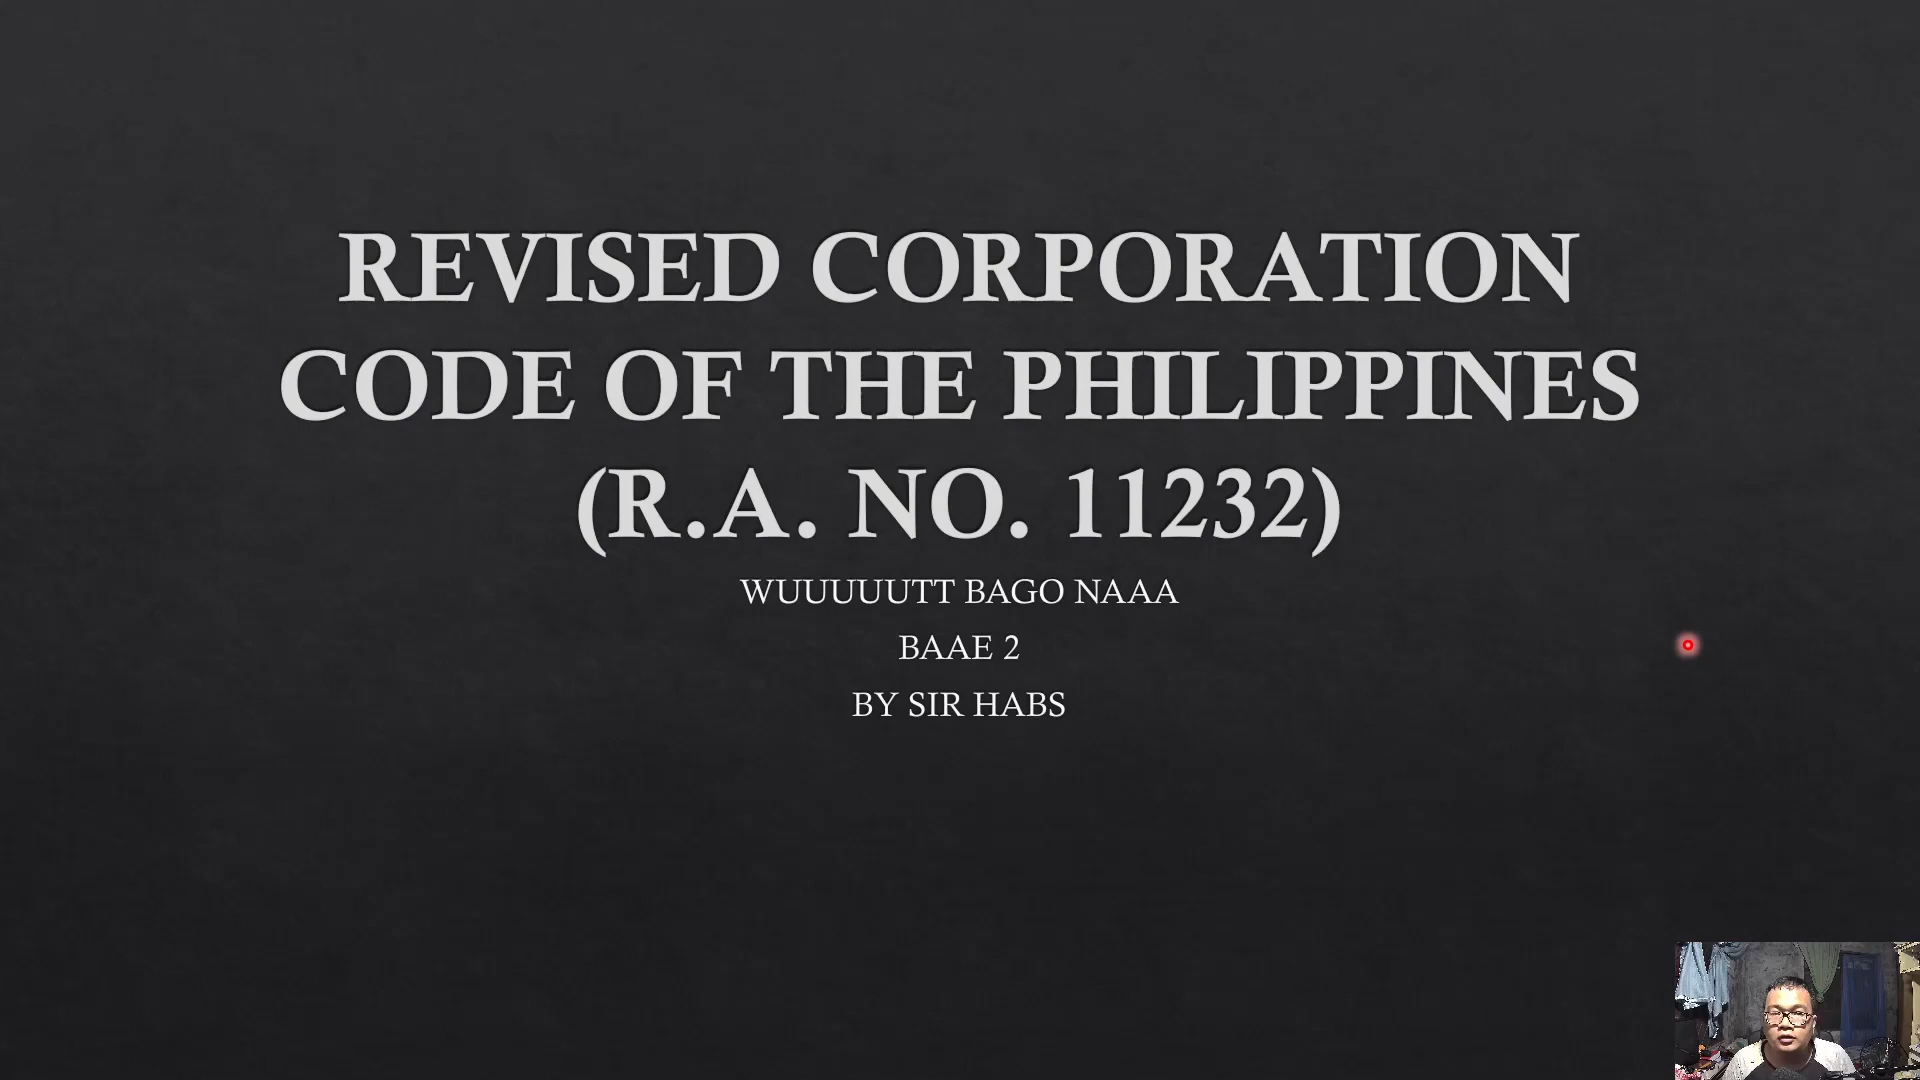 REVISED CORPORATION
CODE OF THE PHILIPPINES
(R.A. NO. 11232)
WUUUUUTT BAGO NAAA
BAAE 2
BY SIR HABS